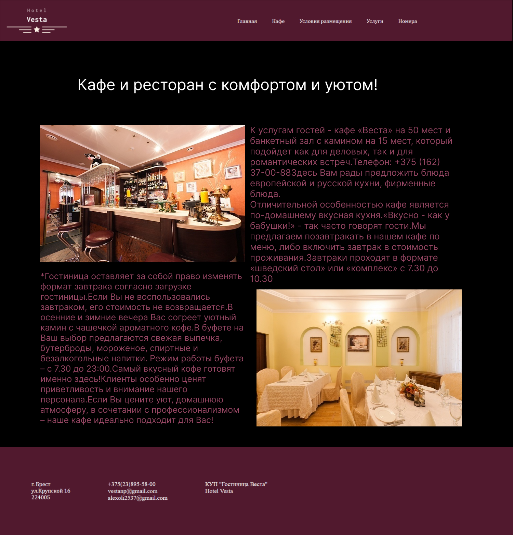 Hotel
Vesta
Главная Кафе Условия размещения Услуги Номера
Кафе и ресторан с комфортом и уютом!
К услугам гостей - кафе «Веста» на 50 мест и
банкетный зал с камином на 15 мест, который
подойдет как для деловых, так и для
романтических встреч.Телефон: +375 (162)
37-00-883десь Вам рады предложить блюда
европейской и русской кухни, фирменные
блюда.
Отличительной особенностью кафе является
по-домашнему вкусная кухня.«Вкусно - как у
бабушки!» - так часто говорят гости.Мы
предлагаем позавтракать в нашем кафе по
меню, либо включить завтрак в стоимость
проживания.Завтраки проходят в формате
«шведский стол» или «комплекс» с 7.30 до
10.30
*Гостиница оставляет за собой право изменять
формат завтрака согласно загрузке
гостиницы.Если Вы не воспользовались
завтраком, его стоимость не возвращается.В
осенние и зимние вечера Вас согреет уютный
камин с чашечкой ароматного кофе.В буфете на
Ваш выбор предлагаются свежая выпечка,
бутерброды, мороженое, спиртные и
безалкогольные напитки. Режим работы буфета
– с 7.30 до 23:00.Самый вкусный кофе готовят
именно здесь!Клиенты особенно ценят
приветливость и внимание нашего
персонала.Если Вы цените уют, домашнюю
атмосферу, в сочетании с профессионализмом
– наше кафе идеально подходит для Вас!
г. Брест
ул.Крупской 16
224005
+375(23)895-58-00
vestanp@gmail.com
alexoli2337@gmail.com
КУП "Гостиница Веста"
Hotel Vesta